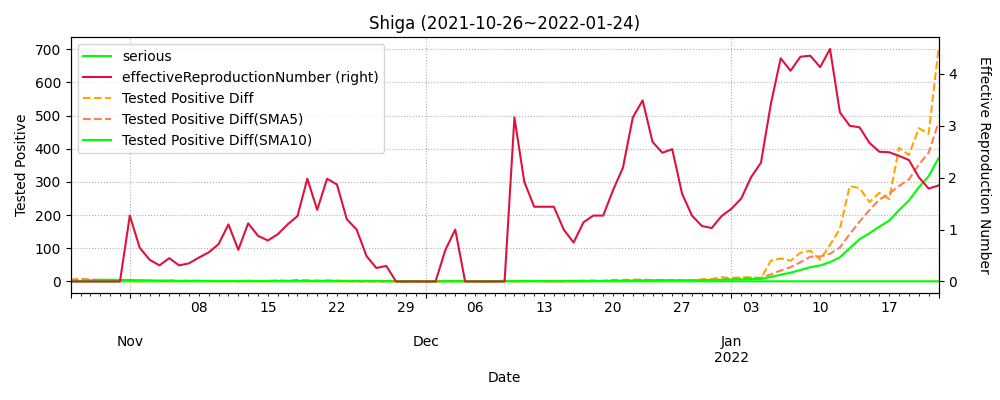 Shiga (2021-10-26~2022-01-24)
serious
effectiveReproductionNumber (right)
Tested Positive Diff
Tested Positive Diff(SMA5)
Tested Positive Diff(SMA10)
Tested Positive
700
600
500
400
300
200
100
0
Effective Reproduction Number
4
3
2
1
0
08 15 22 29 06 13 20 27 03 10 17
Nov Dec Jan
2022
Date